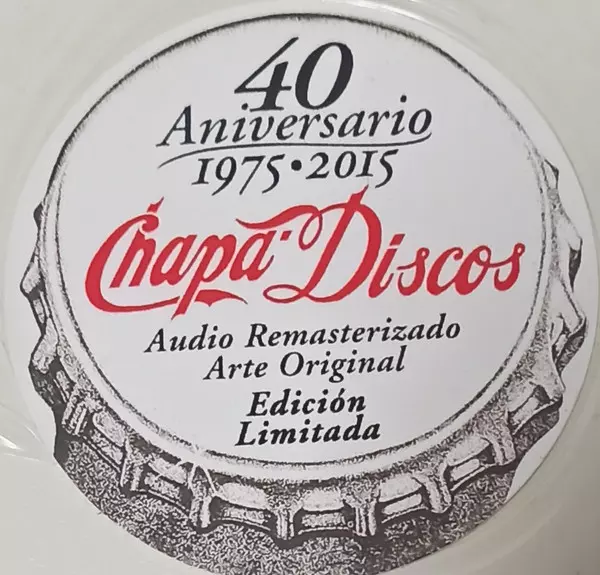 40
Aniversario
1975•2015
Chapa-Discos
Audio Remasterizado
Arte Original
Edición
Limitada